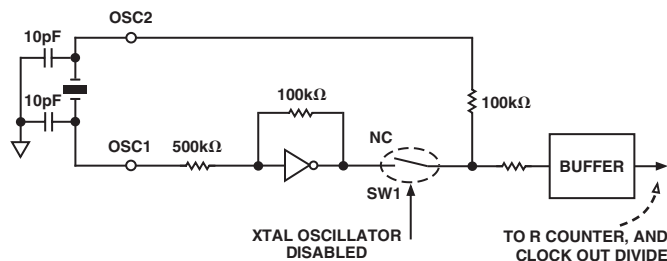 OSC2
10pF
10pF
100kΩ
100kΩ
OSC1
500kΩ
NC
BUFFER
SW1
XTAL OSCILLATOR
DISABLED
TO R COUNTER, AND
CLOCK OUT DIVIDE